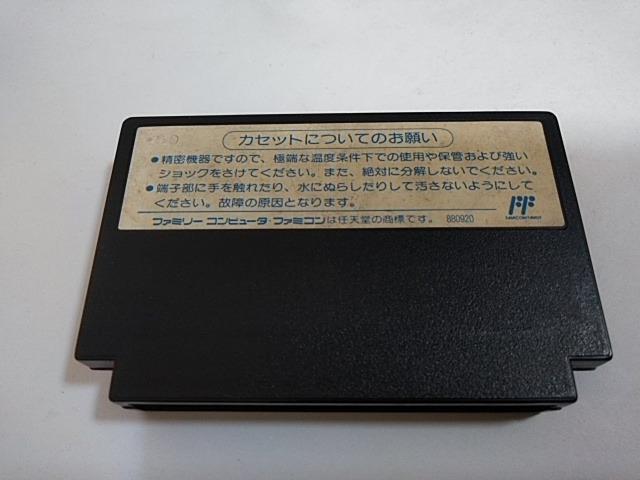 カセットについてのお願い
●精密機器ですので、極端な温度条件下での使用や保管および強い
ショックをさけてください。また、絶対に分解しないでください。
●端子部に手を触れたり、水にぬらしたりして汚さないようにして
ください。故障の原因となります。
ファミリーコンピュータ・ファミコンは任天堂の商標です。 880920
FF